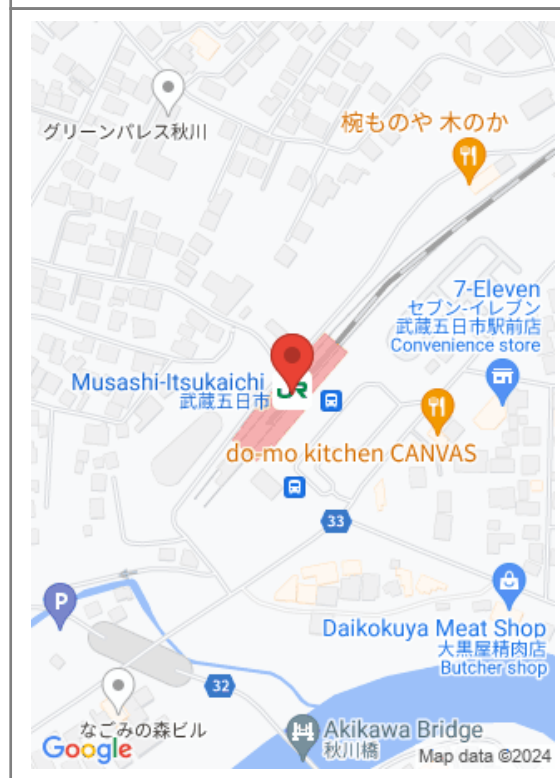 グリーンパレス秋川
椀ものや 木のか
7-Eleven
セブン-イレブン
武蔵五日市駅前店
Convenience store
Musashi-Itsukaichi
武蔵五日市
JR
do-mo kitchen CANVAS
33
P
Daikokuya Meat Shop
大黒屋精肉店
Butcher shop
32
なごみの森ビル
Akikawa Bridge
秋川橋
Google
Map data ©2024